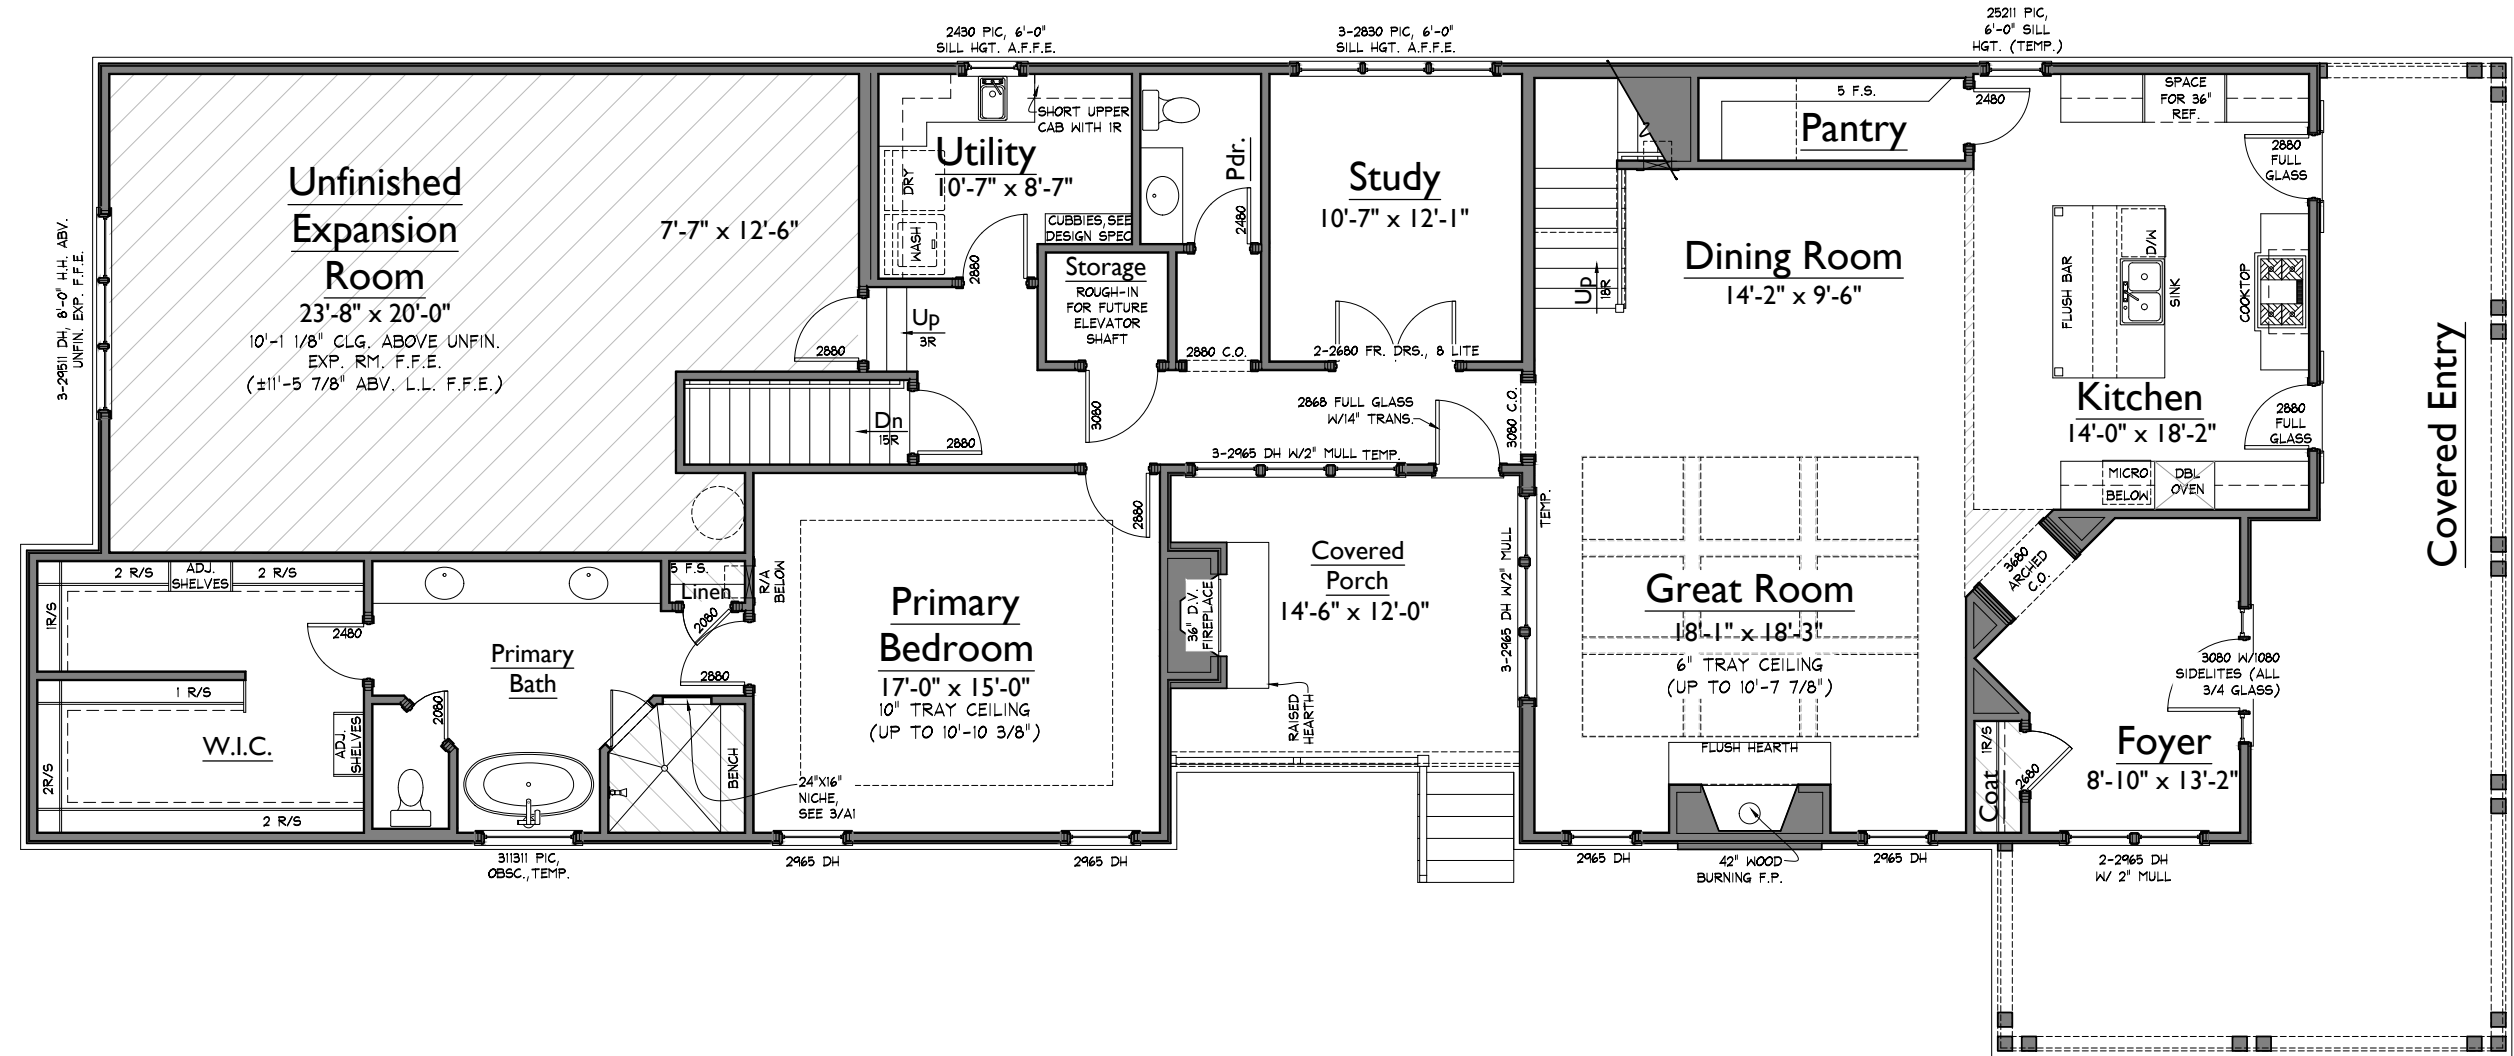 2430 PIC, 6'-0"
SILL HGT. A.F.F.E.
3-2830 PIC, 6'-0"
SILL HGT. A.F.F.E.
25211 PIC,
6'-0" SILL
HGT. (TEMP.)
3-29511 DH, 8'-0" H.H. ABV.
UNFIN. EXP. F.F.E.
Unfinished
Expansion
Room
23'-8" x 20'-0"
10'-1 1/8" CLG. ABOVE UNFIN.
EXP. RM. F.F.E.
(±11'-5 7/8" ABV. L.L. F.F.E.)
7'-7" x 12'-6"
2880
Up
3R
Dn
15R
2880
SHORT UPPER
CAB WITH 1R
Utility
10'-7" x 8'-7"
DRY
WASH
CUBBIES, SEE
DESIGN SPEC
2880
Pdr.
2480
Storage
ROUGH-IN
FOR FUTURE
ELEVATOR
SHAFT
3080
2880 C.O.
Study
10'-7" x 12'-1"
2-2680 FR. DRS., 8 LITE
2868 FULL GLASS
W/14" TRANS.
3080 C.O.
3-2965 DH W/2" MULL TEMP.
Up
18R
5 F.S.
Pantry
2480
SPACE
FOR 36"
REF.
2880
FULL
GLASS
Dining Room
14'-2" x 9'-6"
FLUSH BAR
D/W
SINK
COOKTOP
Kitchen
14'-0" x 18'-2"
2880
FULL
GLASS
MICRO
BELOW
DBL
OVEN
Covered Entry
2 R/S
ADJ.
SHELVES
2 R/S
1R/S
2480
1 R/S
W.I.C.
ADJ.
SHELVES
2R/S
2 R/S
5 F.S.
Linen
R/A
BELOW
2080
2880
Primary
Bath
2080
BENCH
24"X16"
NICHE,
SEE 3/A1
311311 PIC,
OBSC., TEMP.
Primary
Bedroom
17'-0" x 15'-0"
10" TRAY CEILING
(UP TO 10'-10 3/8")
2880
2965 DH
2965 DH
36" D.V.
FIREPLACE
Covered
Porch
14'-6" x 12'-0"
RAISED
HEARTH
TEMP.
3-2965 DH W/2" MULL
Great Room
18'-1" x 18'-3"
6" TRAY CEILING
(UP TO 10'-7 7/8")
FLUSH HEARTH
2965 DH
42" WOOD
BURNING F.P.
2965 DH
3680
ARCHED
C.O.
3080 W/1080
SIDELITES (ALL
3/4 GLASS)
1R/S
Coat
2680
Foyer
8'-10" x 13'-2"
2-2965 DH
W/ 2" MULL